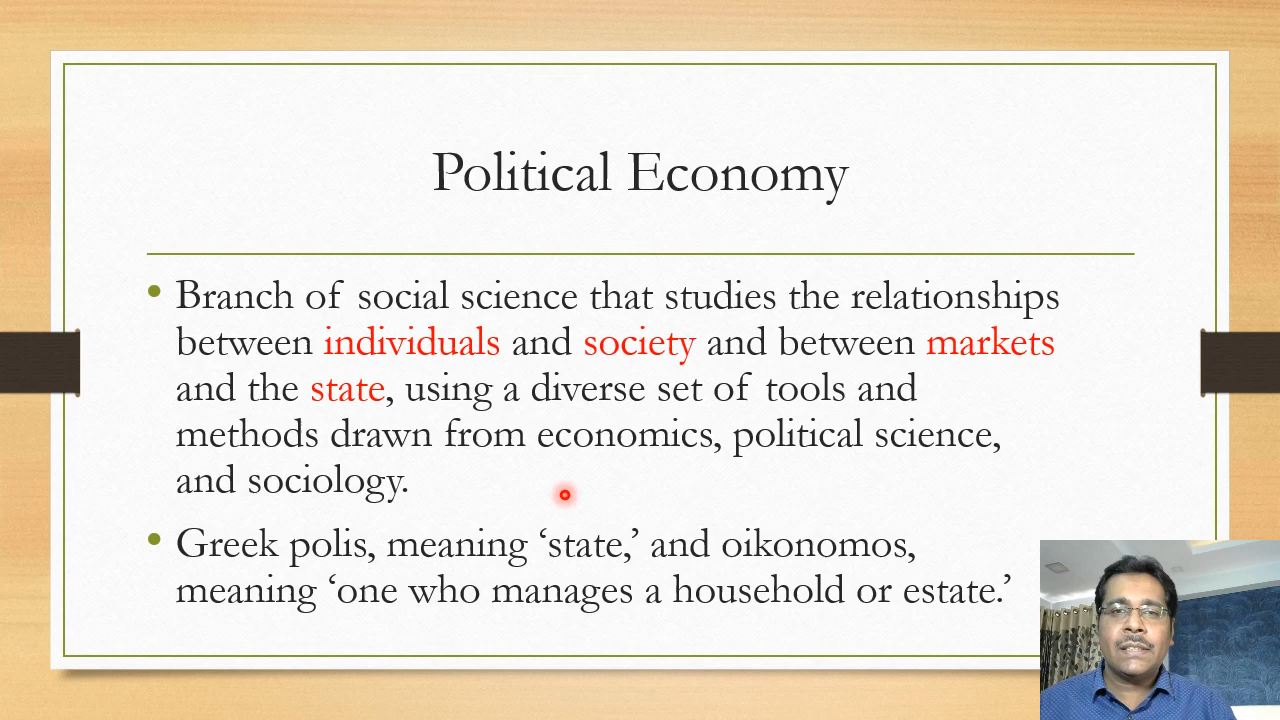 Political Economy
• Branch of social science that studies the relationships
between individuals and society and between markets
and the state, using a diverse set of tools and
methods drawn from economics, political science,
and sociology.
• Greek polis, meaning ‘state,’ and oikonomos,
meaning ‘one who manages a household or estate.’